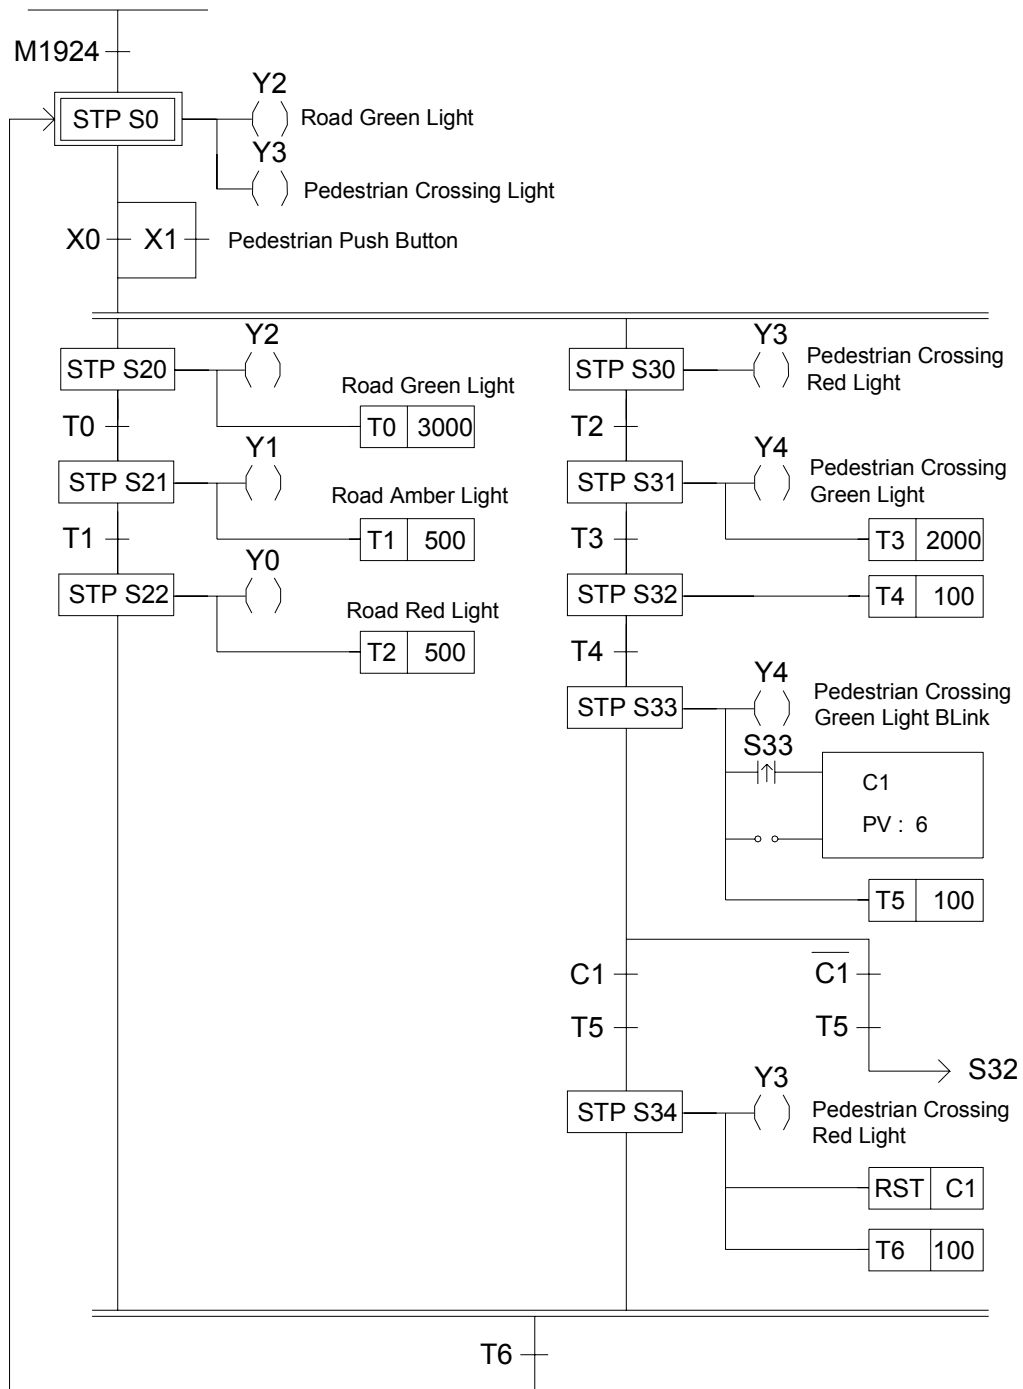 M1924
STP S0
Y2
Road Green Light
Y3
Pedestrian Crossing Light
X0
X1
Pedestrian Push Button
STP S20
Y2
Road Green Light
T0 3000
T0
STP S21
Y1
Road Amber Light
T1 500
T1
STP S22
Y0
Road Red Light
T2 500
STP S30
Y3
Pedestrian Crossing
Red Light
T2
STP S31
Y4
Pedestrian Crossing
Green Light
T3 2000
T3
STP S32
T4 100
T4
STP S33
Y4
Pedestrian Crossing
Green Light BLink
S33
C1
PV : 6
T5 100
C1
T5
C1
T5
S32
STP S34
Y3
Pedestrian Crossing
Red Light
RST C1
T6 100
T6